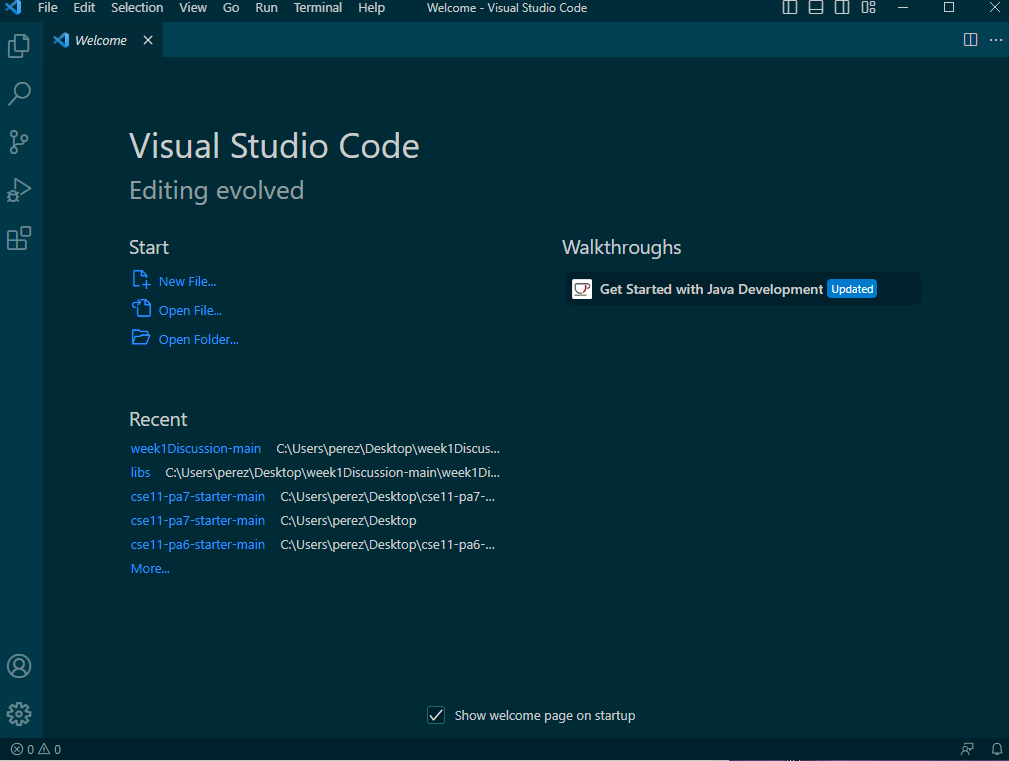 File Edit Selection View Go Run Terminal Help Welcome - Visual Studio Code
Welcome
Visual Studio Code
Editing evolved
Start
New File...
Open File...
Open Folder...
Walkthroughs
Get Started with Java Development Updated
Recent
week1Discussion-main C:\Users\perez\Desktop\week1Discus...
libs C:\Users\perez\Desktop\week1Discussion-main\week1Di...
cse11-pa7-starter-main C:\Users\perez\Desktop\cse11-pa7-...
cse11-pa7-starter-main C:\Users\perez\Desktop
cse11-pa6-starter-main C:\Users\perez\Desktop\cse11-pa6-...
More...
Show welcome page on startup
0 0